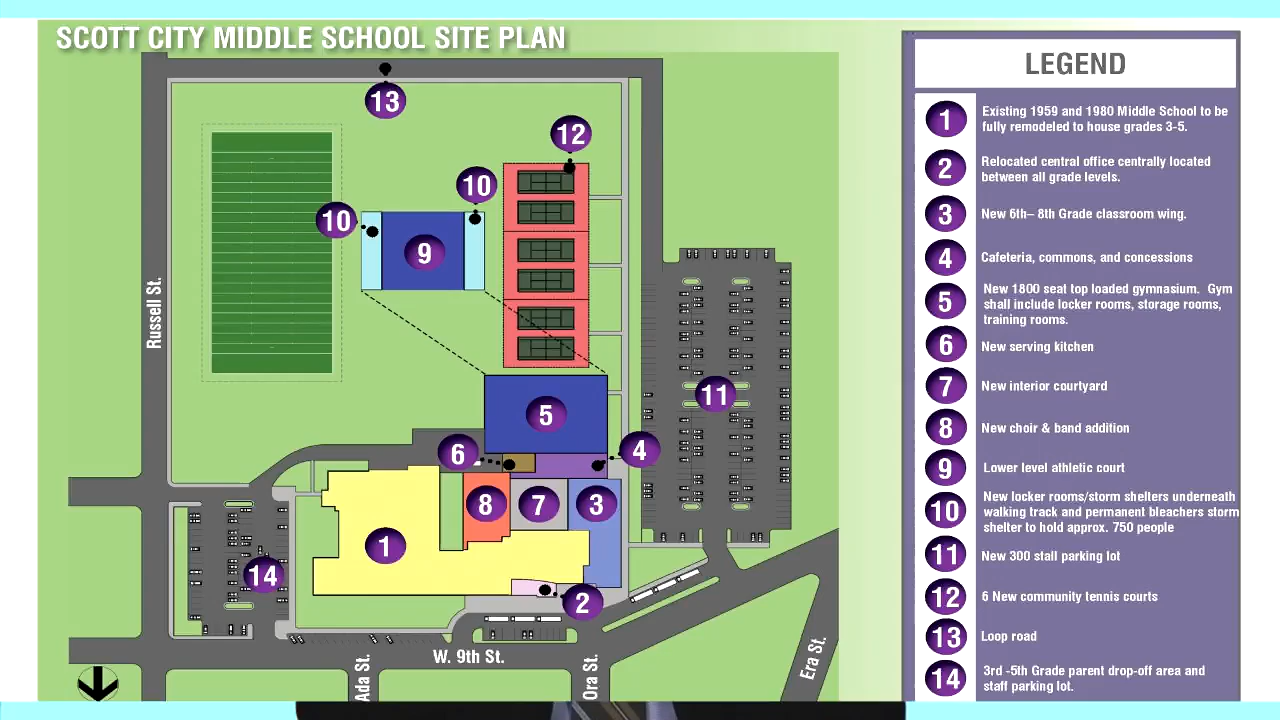 SCOTT CITY MIDDLE SCHOOL SITE PLAN
13
12
10
10
9
Russell St.
11
5
6
4
8
7
3
1
14
2
W. 9th St.
Ada St.
Ora St.
Era St.
LEGEND
1 Existing 1959 and 1980 Middle School to be
fully remodeled to house grades 3-5.
2 Relocated central office centrally located
between all grade levels.
3 New 6th– 8th Grade classroom wing.
4 Cafeteria, commons, and concessions
5 New 1800 seat top loaded gymnasium. Gym
shall include locker rooms, storage rooms,
training rooms.
6 New serving kitchen
7 New interior courtyard
8 New choir & band addition
9 Lower level athletic court
10 New locker rooms/storm shelters underneath
walking track and permanent bleachers storm
shelter to hold approx. 750 people
11 New 300 stall parking lot
12 6 New community tennis courts
13 Loop road
14 3rd -5th Grade parent drop-off area and
staff parking lot.